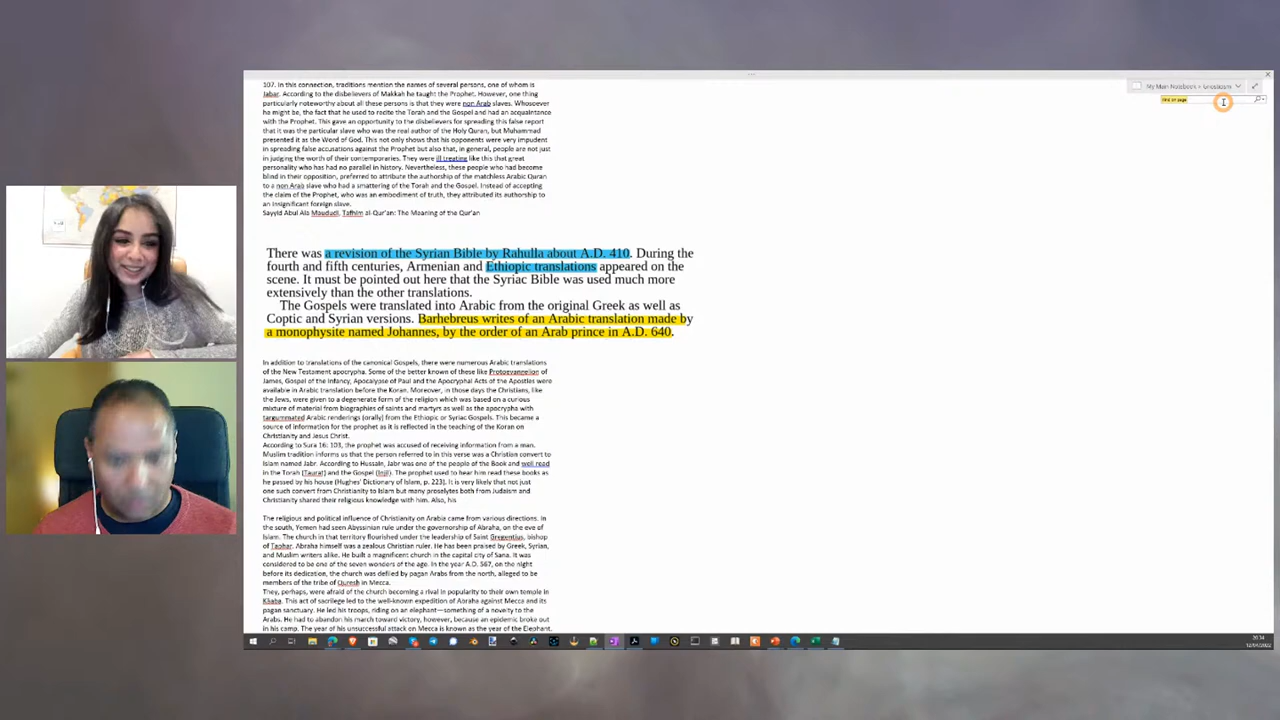 My Main Notebook »
find on page
107. In this connection, traditions mention the names of several persons, one of whom is
Jabar. According to the disbelievers of Makkah he taught the Prophet. However, one thing
particularly noteworthy about all these persons is that they were non Arab slaves. Whosoever
he might be, the fact that he used to recite the Torah and the Gospel and had an acquaintance
with the Prophet. This gave an opportunity to the disbelievers for spreading this false report
that it was the particular slave who was the real author of the Holy Quran, but Muhammad
presented it as the Word of God. This not only shows that his opponents were very impudent
in spreading false accusations against the Prophet but also that, in general, people are not just
in judging the worth of their contemporaries. They were ill treating like this that great
personality who has had no parallel in history. Nevertheless, these people who had become
blind in their opposition, preferred to attribute the authorship of the matchless Arabic Quran
to a non Arab slave who had a smattering of the Torah and the Gospel. Instead of accepting
the claim of the Prophet, who was an embodiment of truth, they attributed its authorship to
an insignificant foreign slave.
Sayyid Abul Ala Maududi, Tafhim al-Qur'an: The Meaning of the Qur'an
There was a revision of the Syrian Bible by Rahulla about A.D. 410. During the
fourth and fifth centuries, Armenian and Ethiopic translations appeared on the
scene. It must be pointed out here that the Syriac Bible was used much more
extensively than the other translations.
The Gospels were translated into Arabic from the original Greek as well as
Coptic and Syrian versions. Barhebreus writes of an Arabic translation made by
a monophysite named Johannes, by the order of an Arab prince in A.D. 640.
In addition to translations of the canonical Gospels, there were numerous Arabic translations
of the New Testament apocrypha. Some of the better known of these like Protoevangelion of
James, Gospel of the Infancy, Apocalypse of Paul and the Apocryphal Acts of the Apostles were
available in Arabic translation before the Koran. Moreover, in those days the Christians, like
the Jews, were given to a degenerate form of the religion which was based on a curious
mixture of material from biographies of saints and martyrs as well as the apocrypha with
targummated Arabic renderings (orally) from the Ethiopic or Syriac Gospels. This became a
source of information for the prophet as it is reflected in the teaching of the Koran on
Christianity and Jesus Christ.
According to Sura 16: 103, the prophet was accused of receiving information from a man.
Muslim tradition informs us that the person referred to in this verse was a Christian convert to
Islam named Jabr. According to Hussain, Jabr was one of the people of the Book and well read
in the Torah (Taurat) and the Gospel (Injil). The prophet used to hear him read these books as
he passed by his house (Hughes' Dictionary of Islam, p. 223). It is very likely that not just
one such convert from Christianity to Islam but many proselytes both from Judaism and
Christianity shared their religious knowledge with him. Also, his
The religious and political influence of Christianity on Arabia came from various directions. In
the south, Yemen had seen Abyssinian rule under the governorship of Abraha, on the eve of
Islam. The church in that territory flourished under the leadership of Saint Gregentius, bishop
of Taphar. Abraha himself was a zealous Christian ruler. He has been praised by Greek, Syrian,
and Muslim writers alike. He built a magnificent church in the capital city of Sana. It was
considered to be one of the seven wonders of the age. In the year A.D. 567, on the night
before its dedication, the church was defiled by pagan Arabs from the north, alleged to be
members of the tribe of Quresh in Mecca.
They, perhaps, were afraid of the church becoming a rival in popularity to their own temple in
Kaaba. This act of sacrilege led to the well-known expedition of Abraha against Mecca and its
pagan sanctuary. He led his troops, riding on an elephant—something of a novelty to the
Arabs. He had to abandon his march toward victory, however, because an epidemic broke out
in his camp. The year of his unsuccessful attack on Mecca is known as the year of the Elephant.
20:34